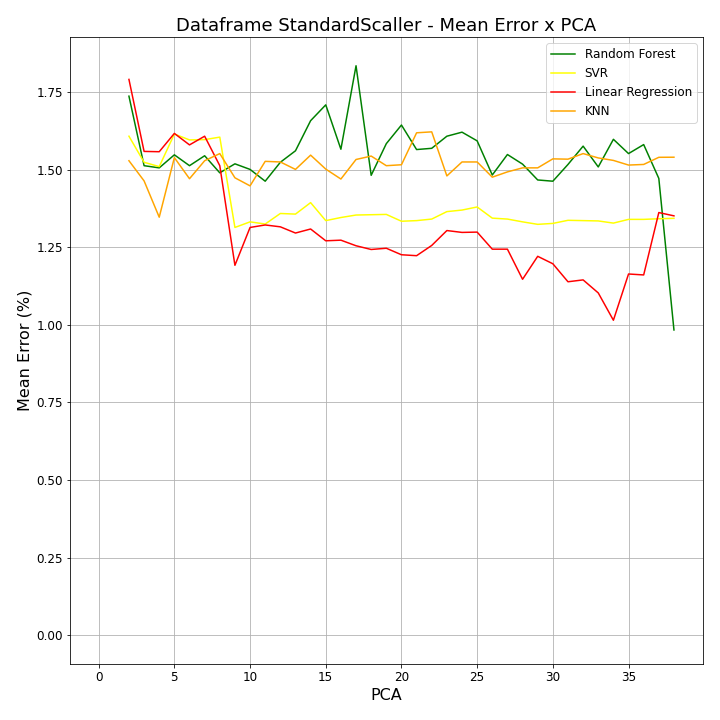 Dataframe StandardScaller - Mean Error x PCA
Random Forest
SVR
Linear Regression
KNN
Mean Error (%)
1.75
1.50
1.25
1.00
0.75
0.50
0.25
0.00
0 5 10 15 20 25 30 35
PCA